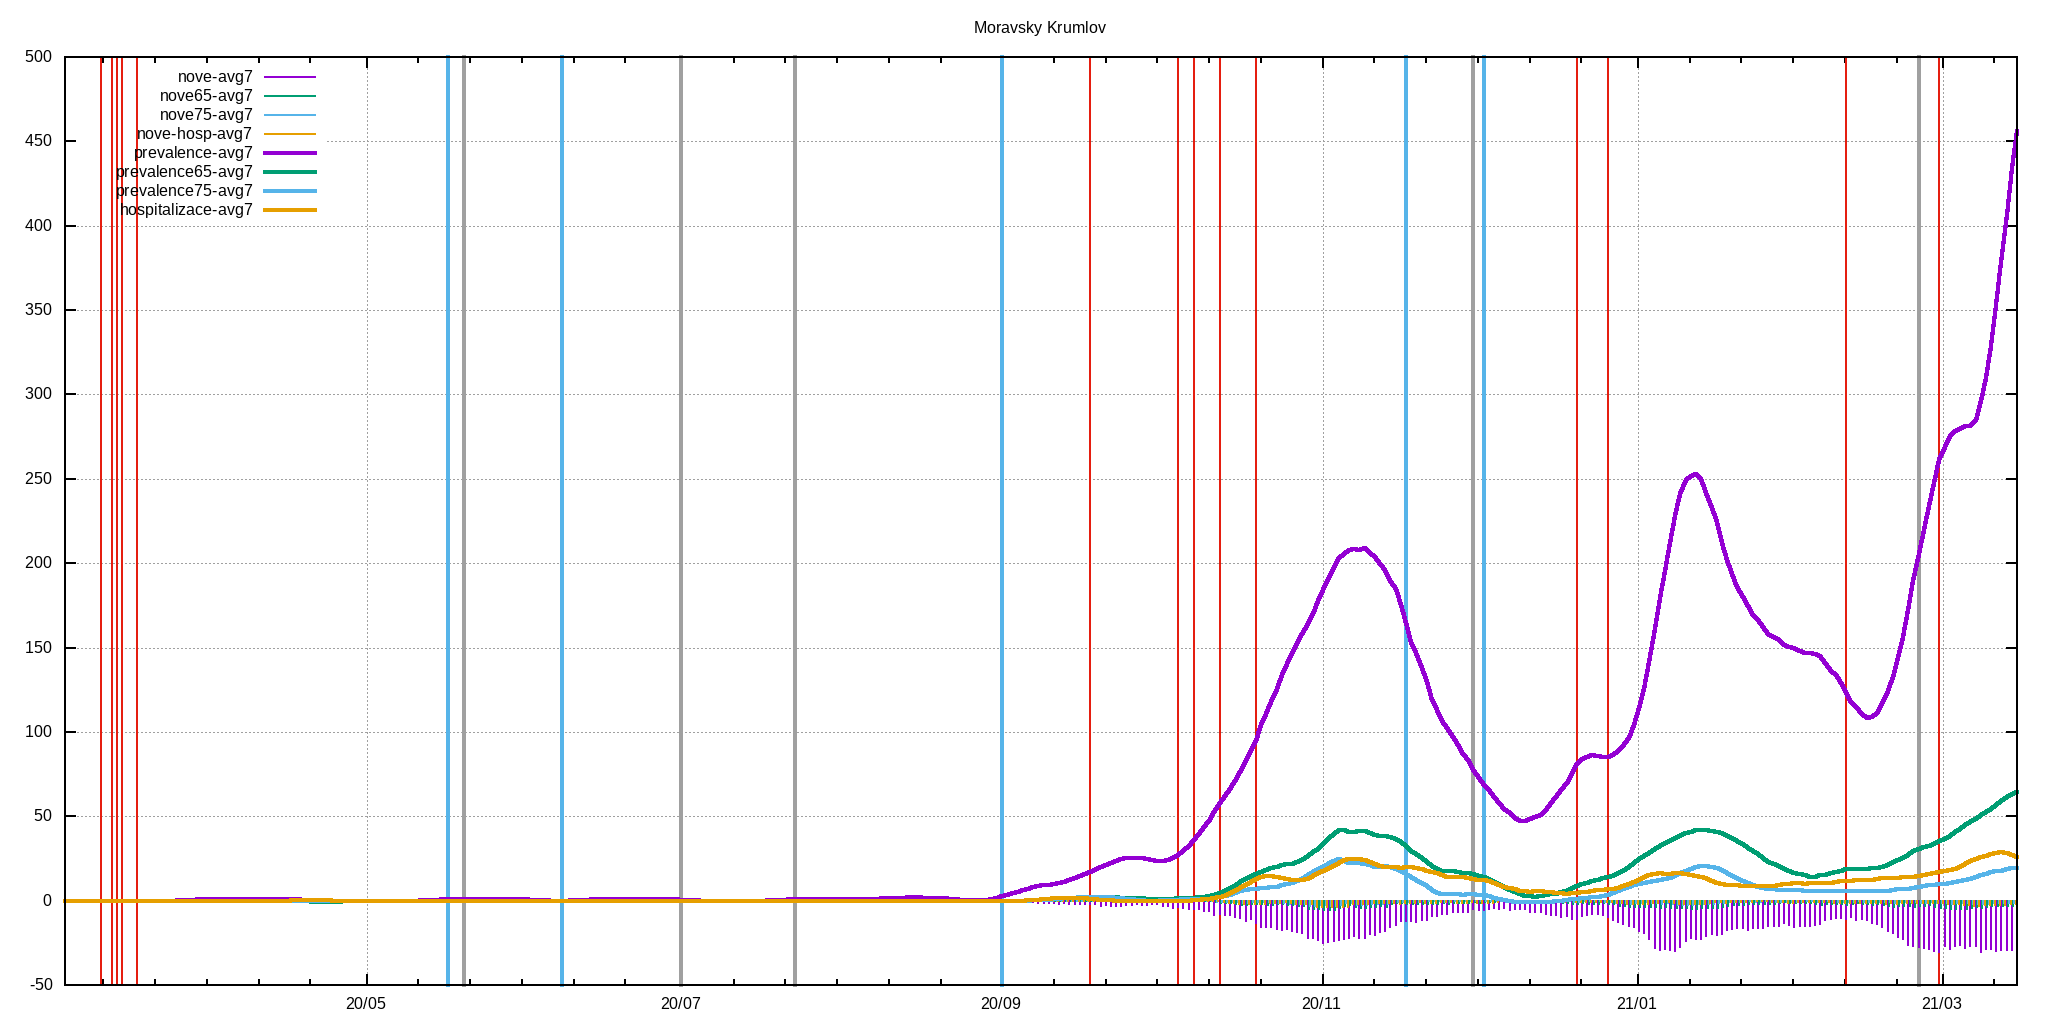 Moravsky Krumlov
500
450
400
350
300
250
200
150
100
50
0
-50
nove-avg7
nove65-avg7
nove75-avg7
nove-hosp-avg7
prevalence-avg7
prevalence65-avg7
prevalence75-avg7
hospitalizace-avg7
20/05 20/07 20/09 20/11 21/01 21/03